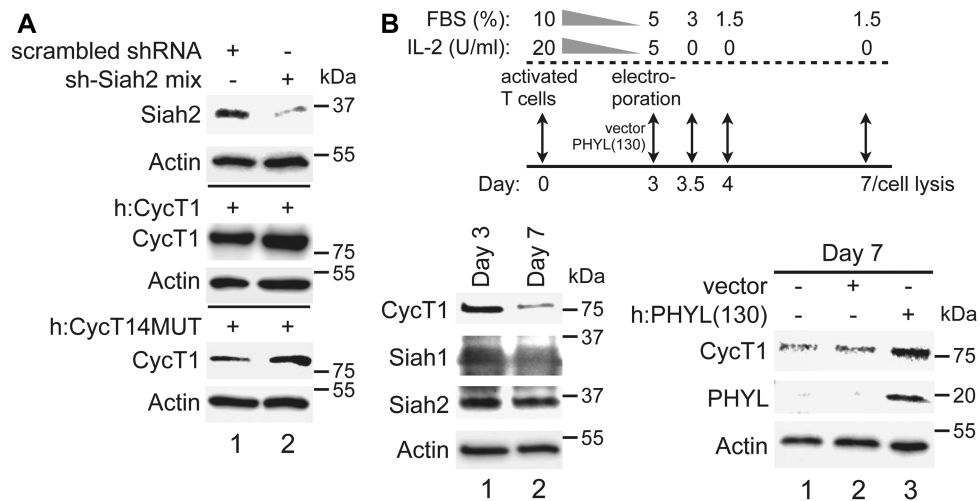 A
scrambled shRNA + -
sh-Siah2 mix - + kDa
Siah2 37
Actin 55
h:CycT1 + +
CycT1 75
Actin 55
h:CycT14MUT + +
CycT1 75
Actin 55
1 2
B
FBS (%): 10 5 3 1.5 1.5
IL-2 (U/ml): 20 5 0 0 0
activated T cells
electro-poration
vector
PHYL(130)
Day: 0 3 3.5 4 7/cell lysis
Day 3 Day 7 kDa
CycT1 75
Siah1 37
Siah2 37
Actin 55
1 2
Day 7
vector - + -
h:PHYL(130) - - + kDa
CycT1 75
PHYL 20
Actin 55
1 2 3